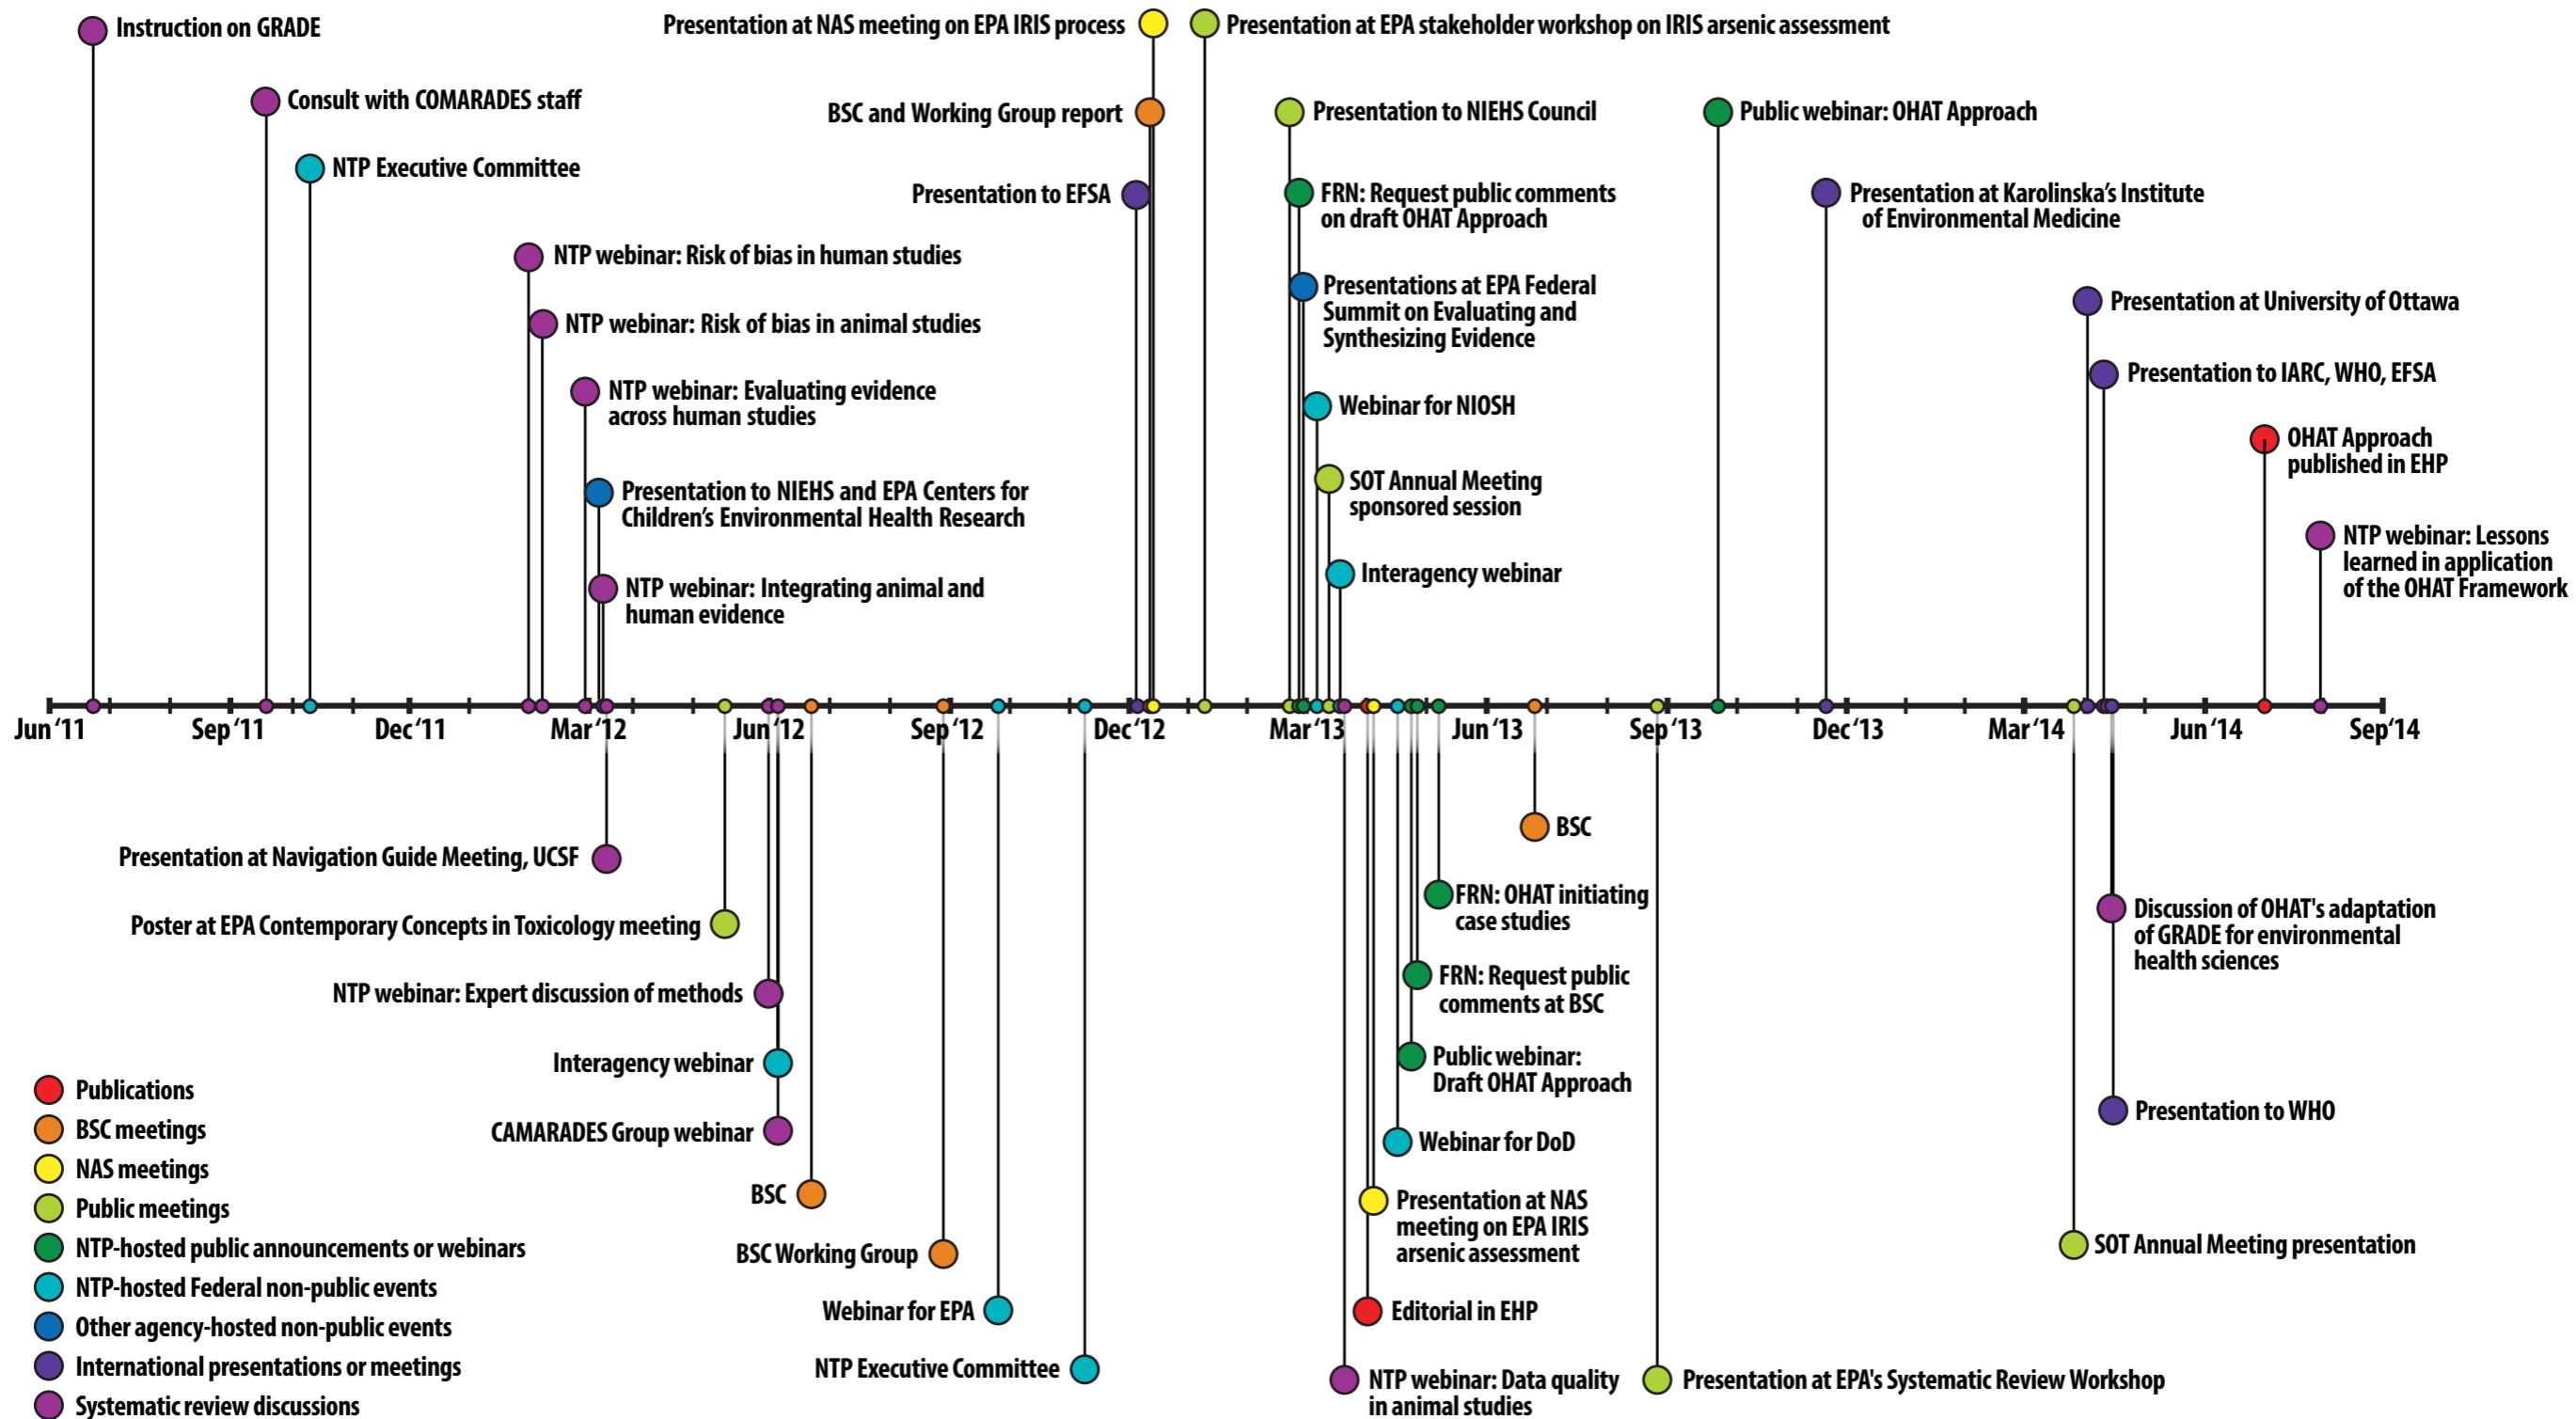 Instruction on GRADE
Presentation at NAS meeting on EPA IRIS process
Presentation at EPA stakeholder workshop on IRIS arsenic assessment
Consult with COMARADES staff
BSC and Working Group report
Presentation to NIEHS Council
Public webinar: OHAT Approach
NTP Executive Committee
Presentation to EFSA
FRN: Request public comments
on draft OHAT Approach
Presentation at Karolinska's Institute
of Environmental Medicine
NTP webinar: Risk of bias in human studies
Presentations at EPA Federal
Summit on Evaluating and
Synthesizing Evidence
Presentation at University of Ottawa
NTP webinar: Risk of bias in animal studies
Presentation to IARC, WHO, EFSA
NTP webinar: Evaluating evidence
across human studies
Webinar for NIOSH
OHAT Approach
published in EHP
Presentation to NIEHS and EPA Centers for
Children's Environmental Health Research
SOT Annual Meeting
sponsored session
NTP webinar: Lessons
learned in application
of the OHAT Framework
NTP webinar: Integrating animal and
human evidence
Interagency webinar
Jun '11
Sep '11
Dec '11
Mar '12
Jun '12
Sep '12
Dec '12
Mar '13
Jun '13
Sep '13
Dec '13
Mar '14
Jun '14
Sep '14
BSC
Presentation at Navigation Guide Meeting, UCSF
FRN: OHAT initiating
case studies
Poster at EPA Contemporary Concepts in Toxicology meeting
Discussion of OHAT's adaptation
of GRADE for environmental
health sciences
NTP webinar: Expert discussion of methods
FRN: Request public
comments at BSC
Interagency webinar
Public webinar:
Draft OHAT Approach
CAMARADES Group webinar
Presentation to WHO
Webinar for DoD
BSC
Presentation at NAS
meeting on EPA IRIS
arsenic assessment
BSC Working Group
SOT Annual Meeting presentation
Webinar for EPA
Editorial in EHP
NTP Executive Committee
NTP webinar: Data quality
in animal studies
Presentation at EPA's Systematic Review Workshop
Publications
BSC meetings
NAS meetings
Public meetings
NTP-hosted public announcements or webinars
NTP-hosted Federal non-public events
Other agency-hosted non-public events
International presentations or meetings
Systematic review discussions